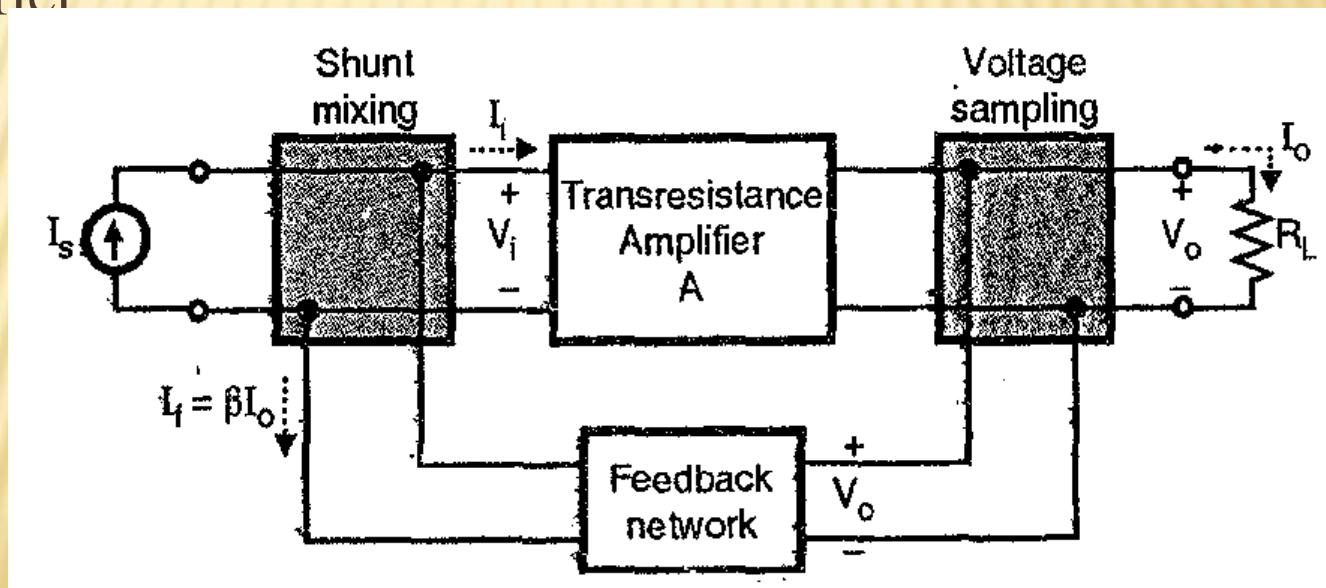 Shunt
mixing
Voltage
sampling
I_i
I_o
I_s
+
V_i
−
Transresistance
Amplifier
A
+
V_o
−
R_L
I_f = βI_o
Feedback
network
+
V_o
−